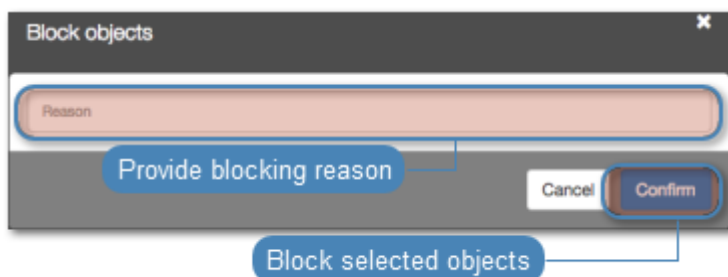 Block objects
Reason
Provide blocking reason
Cancel
Confirm
Block selected objects